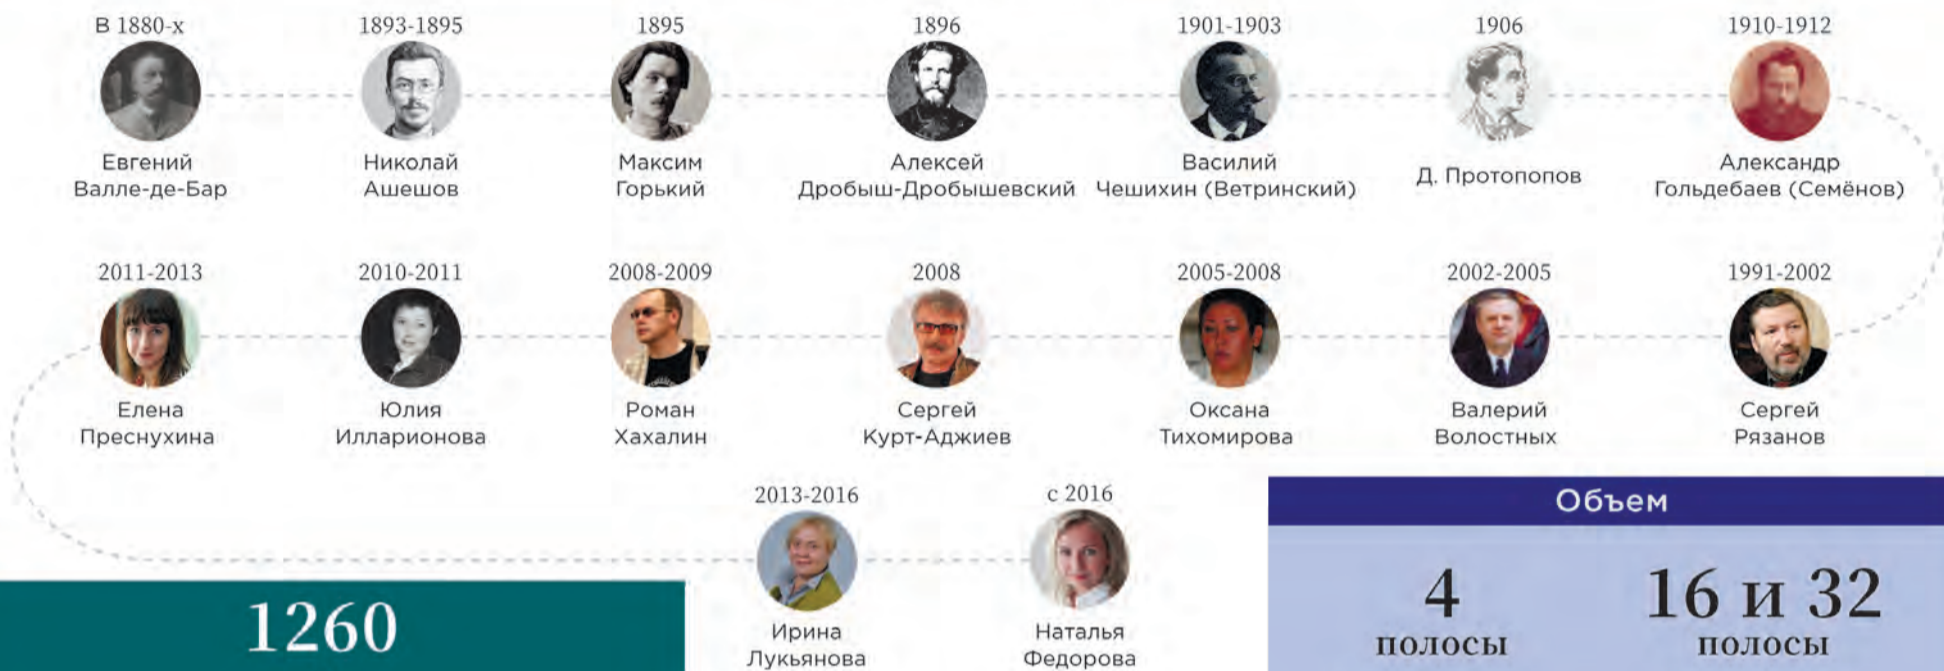 В 1880-х
Евгений
Валле-де-Бар
1893-1895
Николай
Ашешов
1895
Максим
Горький
1896
Алексей
Дробыш-Дробышевский
1901-1903
Василий
Чешихин (Ветринский)
1906
Д. Протопопов
1910-1912
Александр
Гольдебаев (Семёнов)
2011-2013
Елена
Преснухина
2010-2011
Юлия
Илларионова
2008-2009
Роман
Хахалин
2008
Сергей
Курт-Аджиев
2005-2008
Оксана
Тихомирова
2002-2005
Валерий
Волостных
1991-2002
Сергей
Рязанов
2013-2016
Ирина
Лукьянова
с 2016
Наталья
Федорова
1260
Объем
4
полосы
16 и 32
полосы